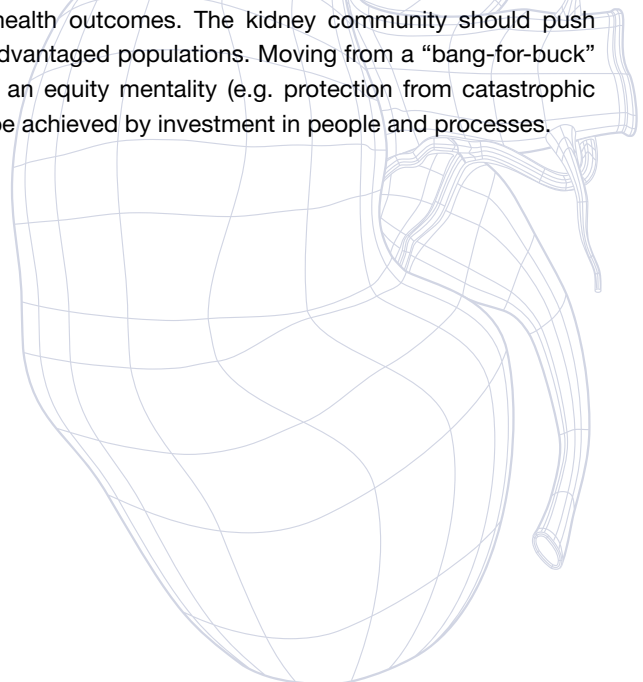 health outcomes. The kidney community should push
dvantaged populations. Moving from a “bang-for-buck”
an equity mentality (e.g. protection from catastrophic
be achieved by investment in people and processes.